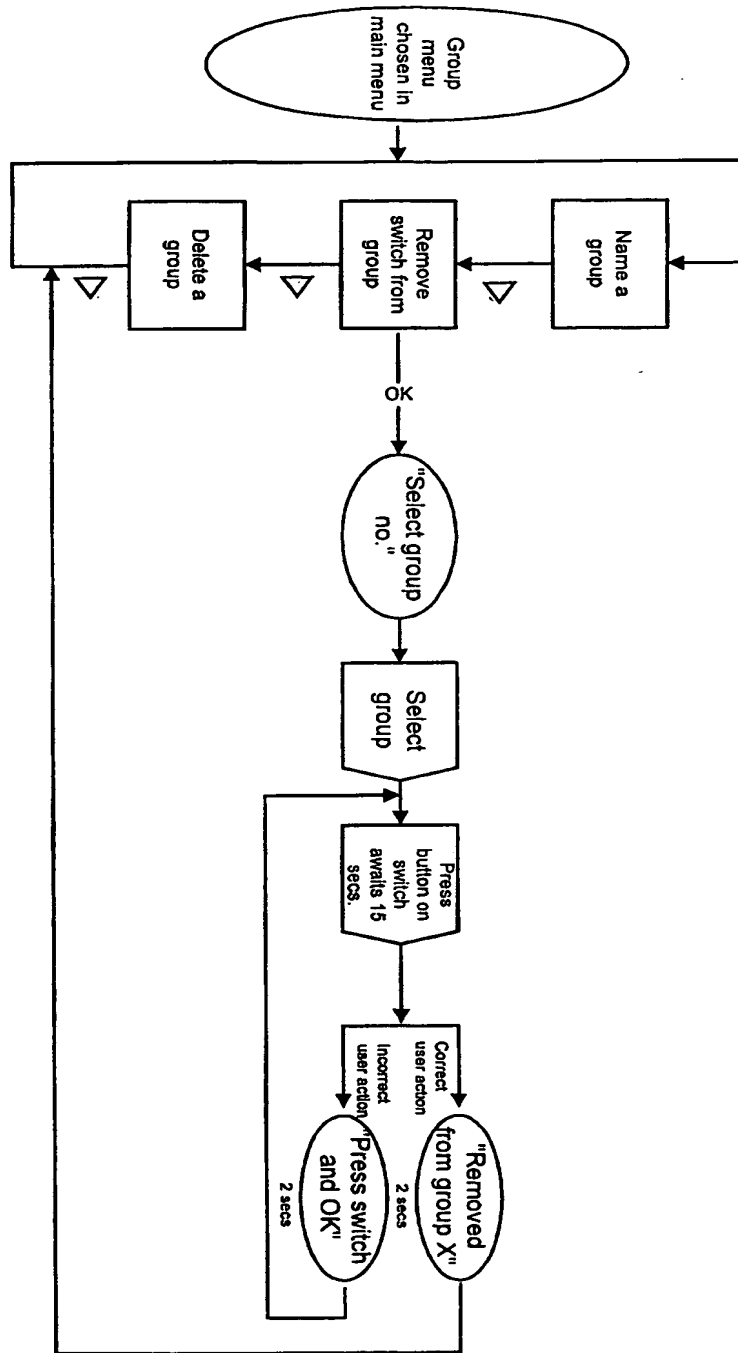 Group
menu
chosen in
main menu
Name a
group
Remove
switch from
group
Delete a
group
OK
"Select group
no."
Select
group
Press
button on
switch
awaits 15
secs.
Correct
user action
Incorrect
user action
"Removed
from group X"
2 secs
"Press switch
and OK"
2 secs